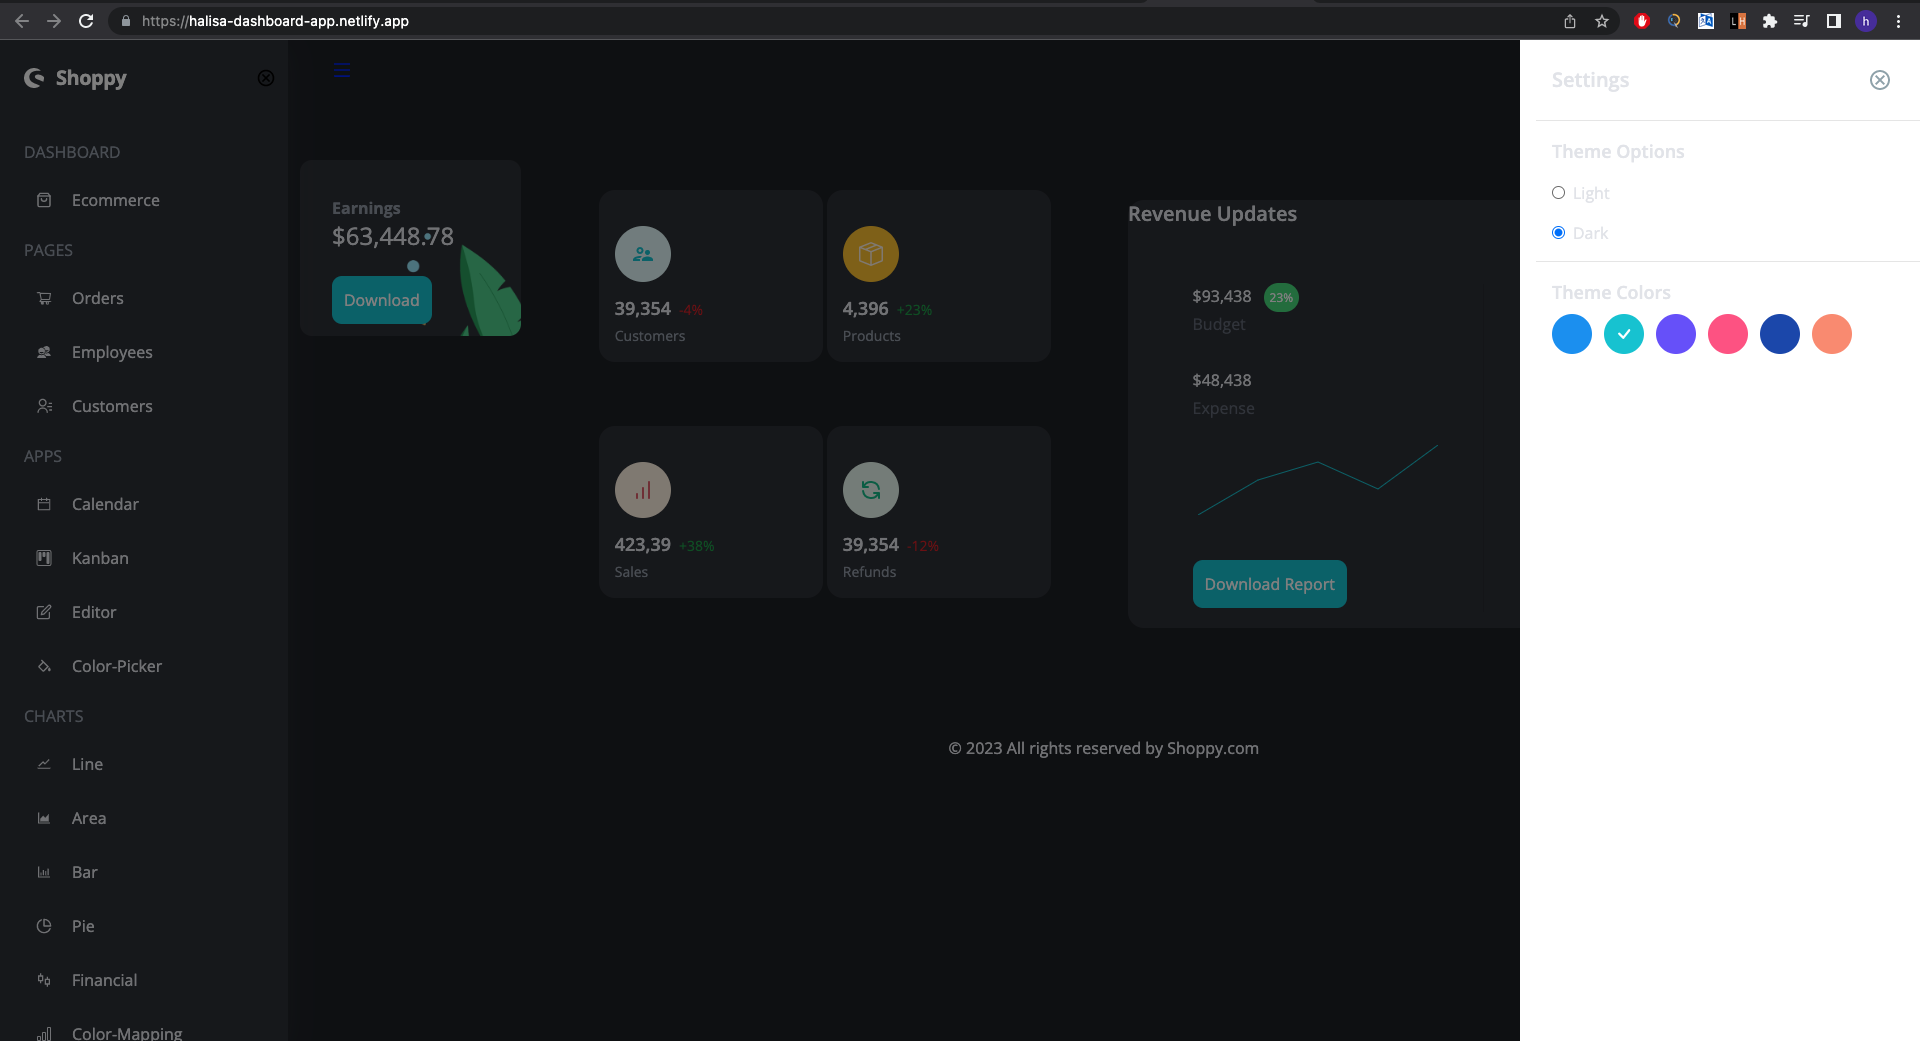 https://halisa-dashboard-app.netlify.app
h
Shoppy
DASHBOARD
Ecommerce
PAGES
Orders
Employees
Customers
APPS
Calendar
Kanban
Editor
Color-Picker
CHARTS
Line
Area
Bar
Pie
Financial
Color-Mapping
Earnings
$63,448.78
Download
39,354 -4%
Customers
4,396 +23%
Products
423,39 +38%
Sales
39,354 -12%
Refunds
Revenue Updates
$93,438 23%
Budget
$48,438
Expense
Download Report
© 2023 All rights reserved by Shoppy.com
Settings
Theme Options
Light
Dark
Theme Colors